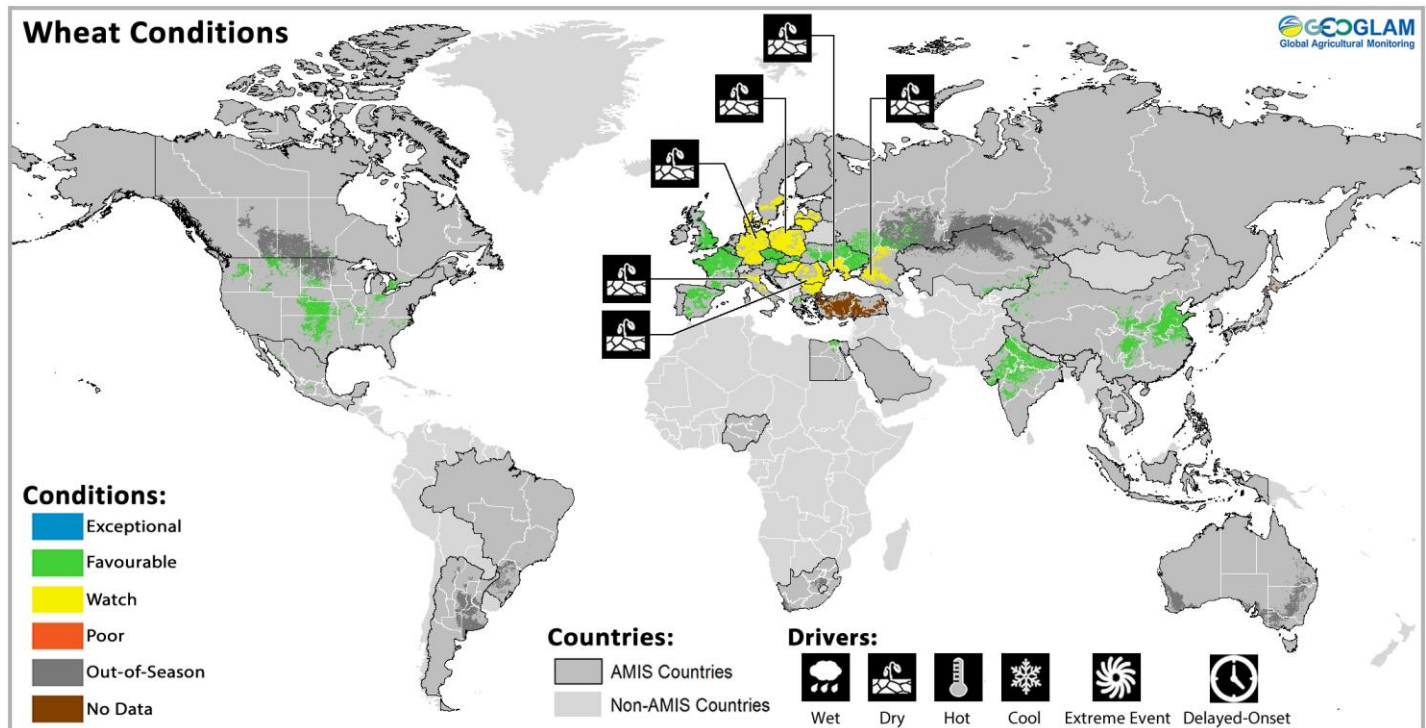 Wheat Conditions
GEOGLAM
Global Agricultural Monitoring
Conditions:
Exceptional
Favourable
Watch
Poor
Out-of-Season
No Data
Countries:
AMIS Countries
Non-AMIS Countries
Drivers:
Wet
Dry
Hot
Cool
Extreme Event
Delayed-Onset